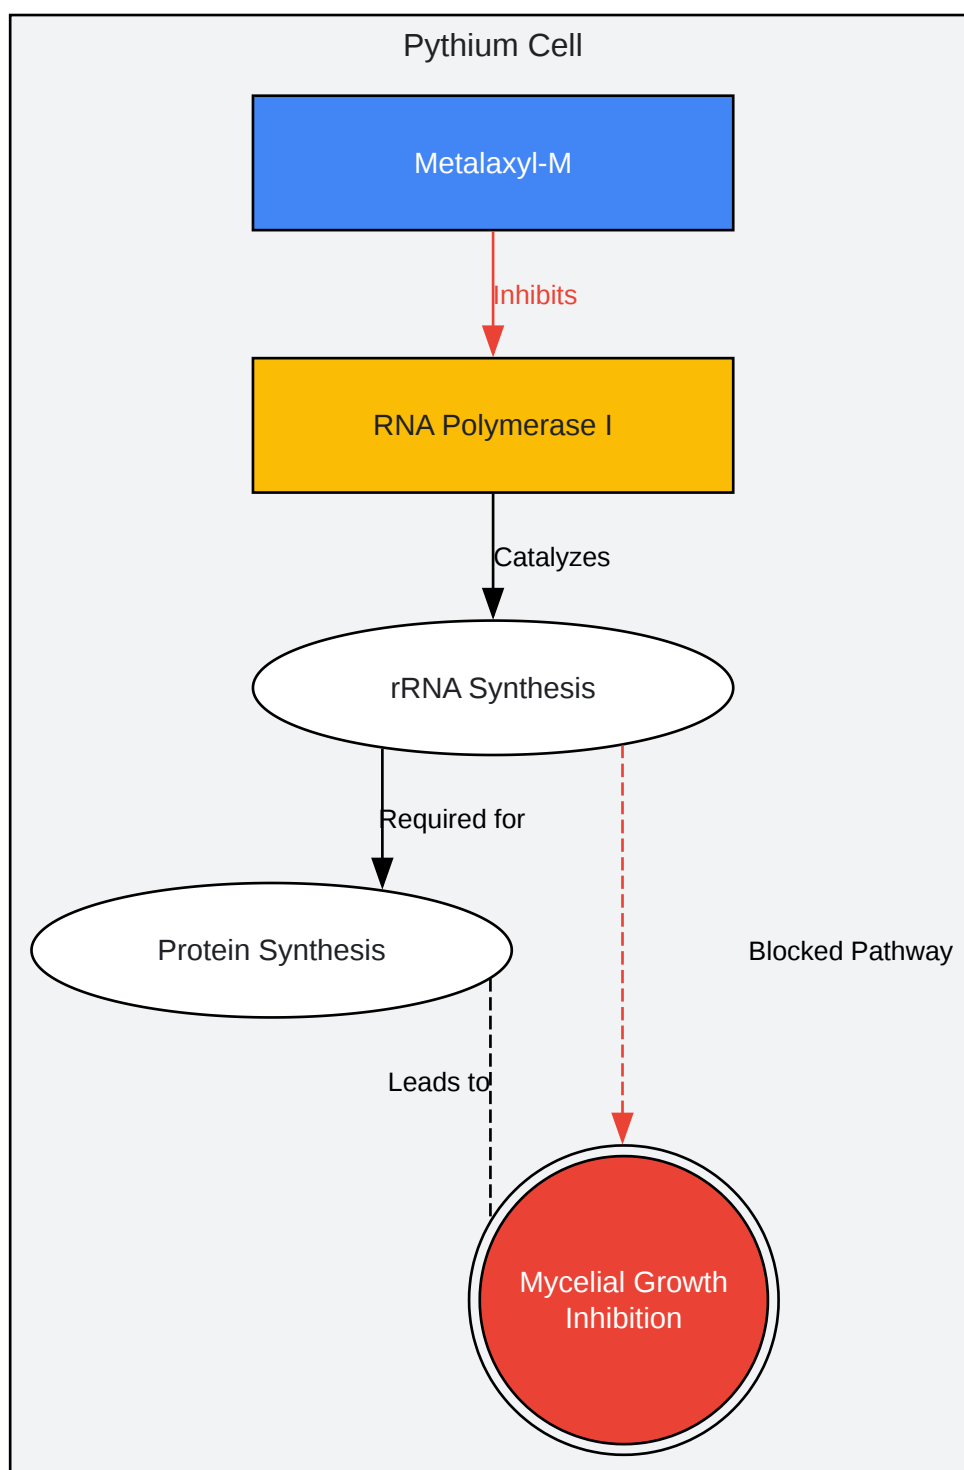 Pythium Cell
Metalaxyl-M
Inhibits
RNA Polymerase I
Catalyzes
rRNA Synthesis
Required for
Protein Synthesis
Blocked Pathway
Leads to
Mycelial Growth
Inhibition